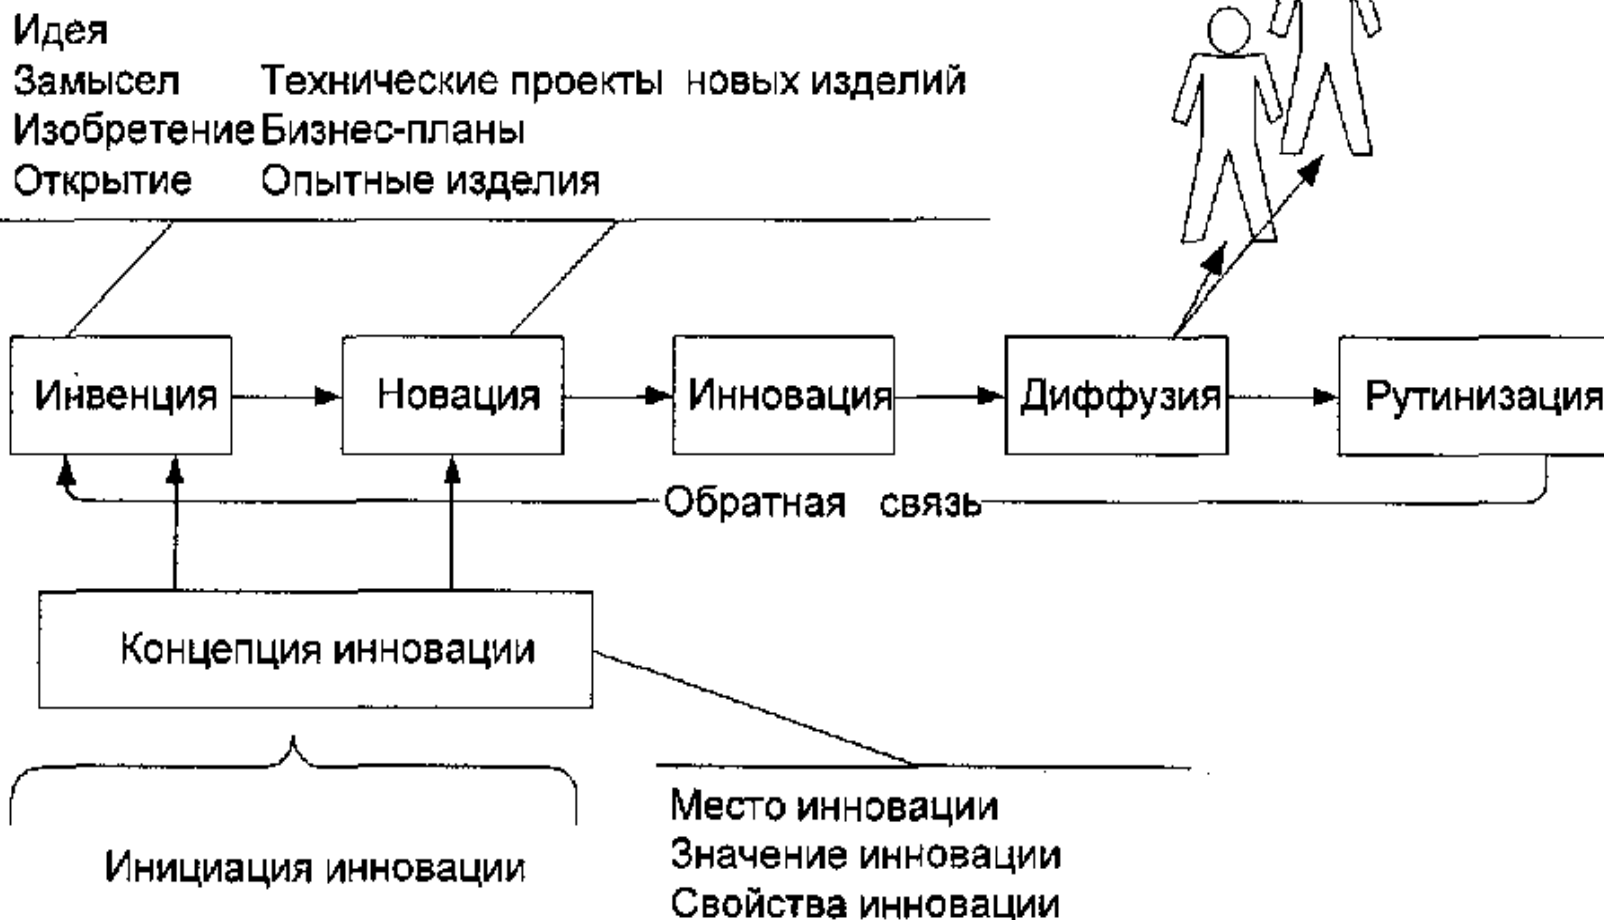 Идея
Замысел Технические проекты новых изделий
Изобретение Бизнес-планы
Открытие Опытные изделия
Инвенция Новация Инновация Диффузия Рутинизация
Обратная связь
Концепция инновации
Инициация инновации
Место инновации
Значение инновации
Свойства инновации